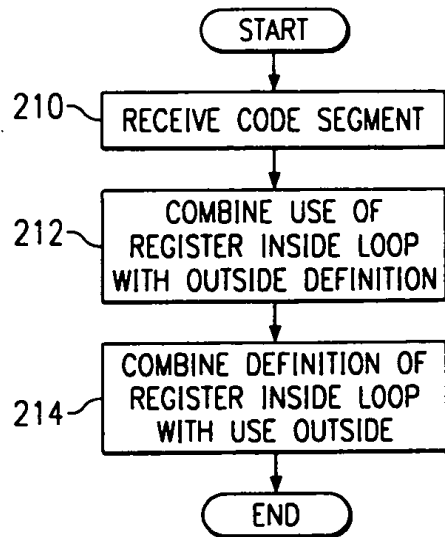 START
210
RECEIVE CODE SEGMENT
212
COMBINE USE OF
REGISTER INSIDE LOOP
WITH OUTSIDE DEFINITION
214
COMBINE DEFINITION OF
REGISTER INSIDE LOOP
WITH USE OUTSIDE
END